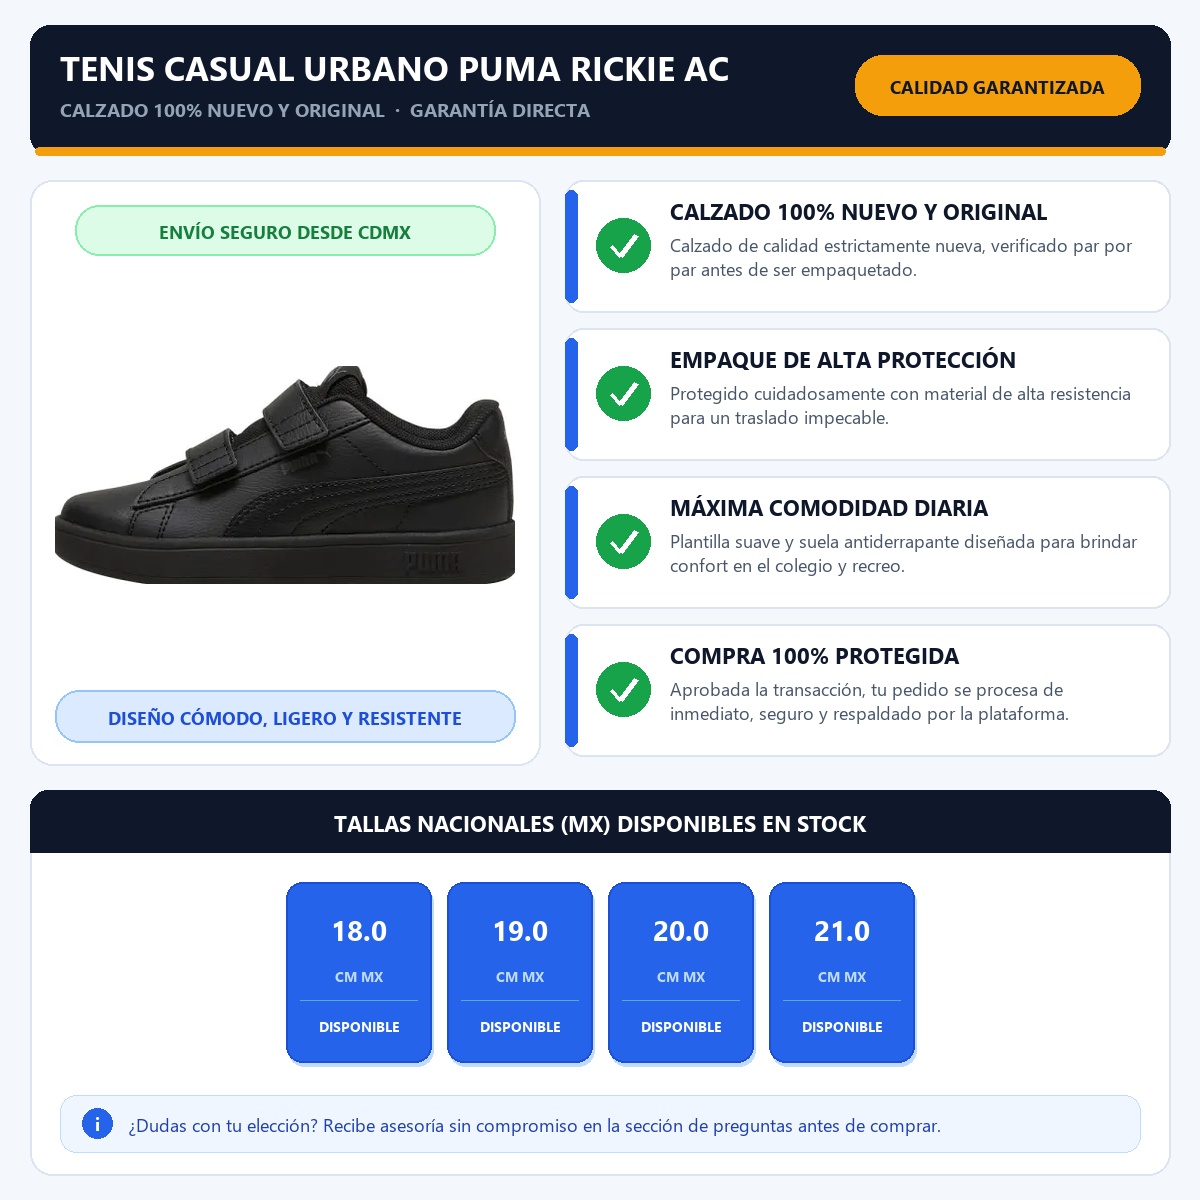 TENIS CASUAL URBANO PUMA RICKIE AC
CALZADO 100% NUEVO Y ORIGINAL · GARANTÍA DIRECTA
CALIDAD GARANTIZADA
ENVÍO SEGURO DESDE CDMX
PUMA
PUMA
DISEÑO CÓMODO, LIGERO Y RESISTENTE
CALZADO 100% NUEVO Y ORIGINAL
Calzado de calidad estrictamente nueva, verificado par por
par antes de ser empaquetado.
EMPAQUE DE ALTA PROTECCIÓN
Protegido cuidadosamente con material de alta resistencia
para un traslado impecable.
MÁXIMA COMODIDAD DIARIA
Plantilla suave y suela antiderrapante diseñada para brindar
confort en el colegio y recreo.
COMPRA 100% PROTEGIDA
Aprobada la transacción, tu pedido se procesa de
inmediato, seguro y respaldado por la plataforma.
TALLAS NACIONALES (MX) DISPONIBLES EN STOCK
18.0
CM MX
DISPONIBLE
19.0
CM MX
DISPONIBLE
20.0
CM MX
DISPONIBLE
21.0
CM MX
DISPONIBLE
¿Dudas con tu elección? Recibe asesoría sin compromiso en la sección de preguntas antes de comprar.